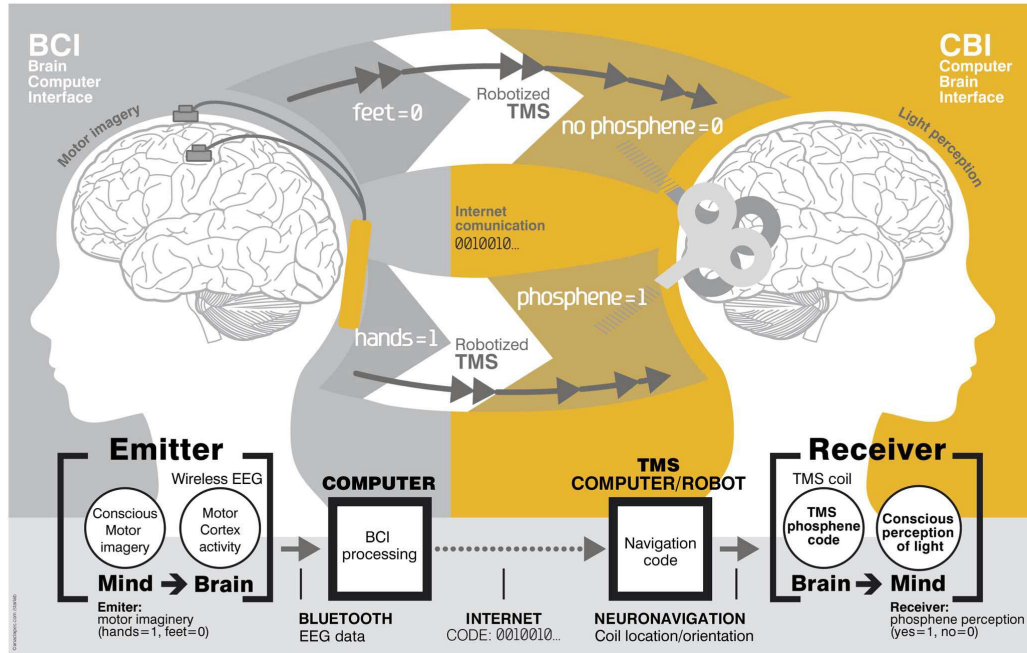 BCI
Brain
Computer
Interface
CBI
Computer
Brain
Interface
Motor imagery
Light perception
feet=0
Robotized
TMS
no phosphene=0
Internet
comunication
0010010...
phosphene=1
hands=1
Robotized
TMS
Emitter
Wireless EEG
Conscious
Motor
imagery
Motor
Cortex
activity
Mind
Brain
Emiter:
motor imaginery
(hands=1, feet=0)
COMPUTER
BCI
processing
BLUETOOTH
EEG data
INTERNET
CODE: 0010010...
TMS
COMPUTER/ROBOT
Navigation
code
NEURONAVIGATION
Coil location/orientation
Receiver
TMS coil
TMS
phosphene
code
Conscious
perception
of light
Brain
Mind
Receiver:
phosphene perception
(yes=1, no=0)